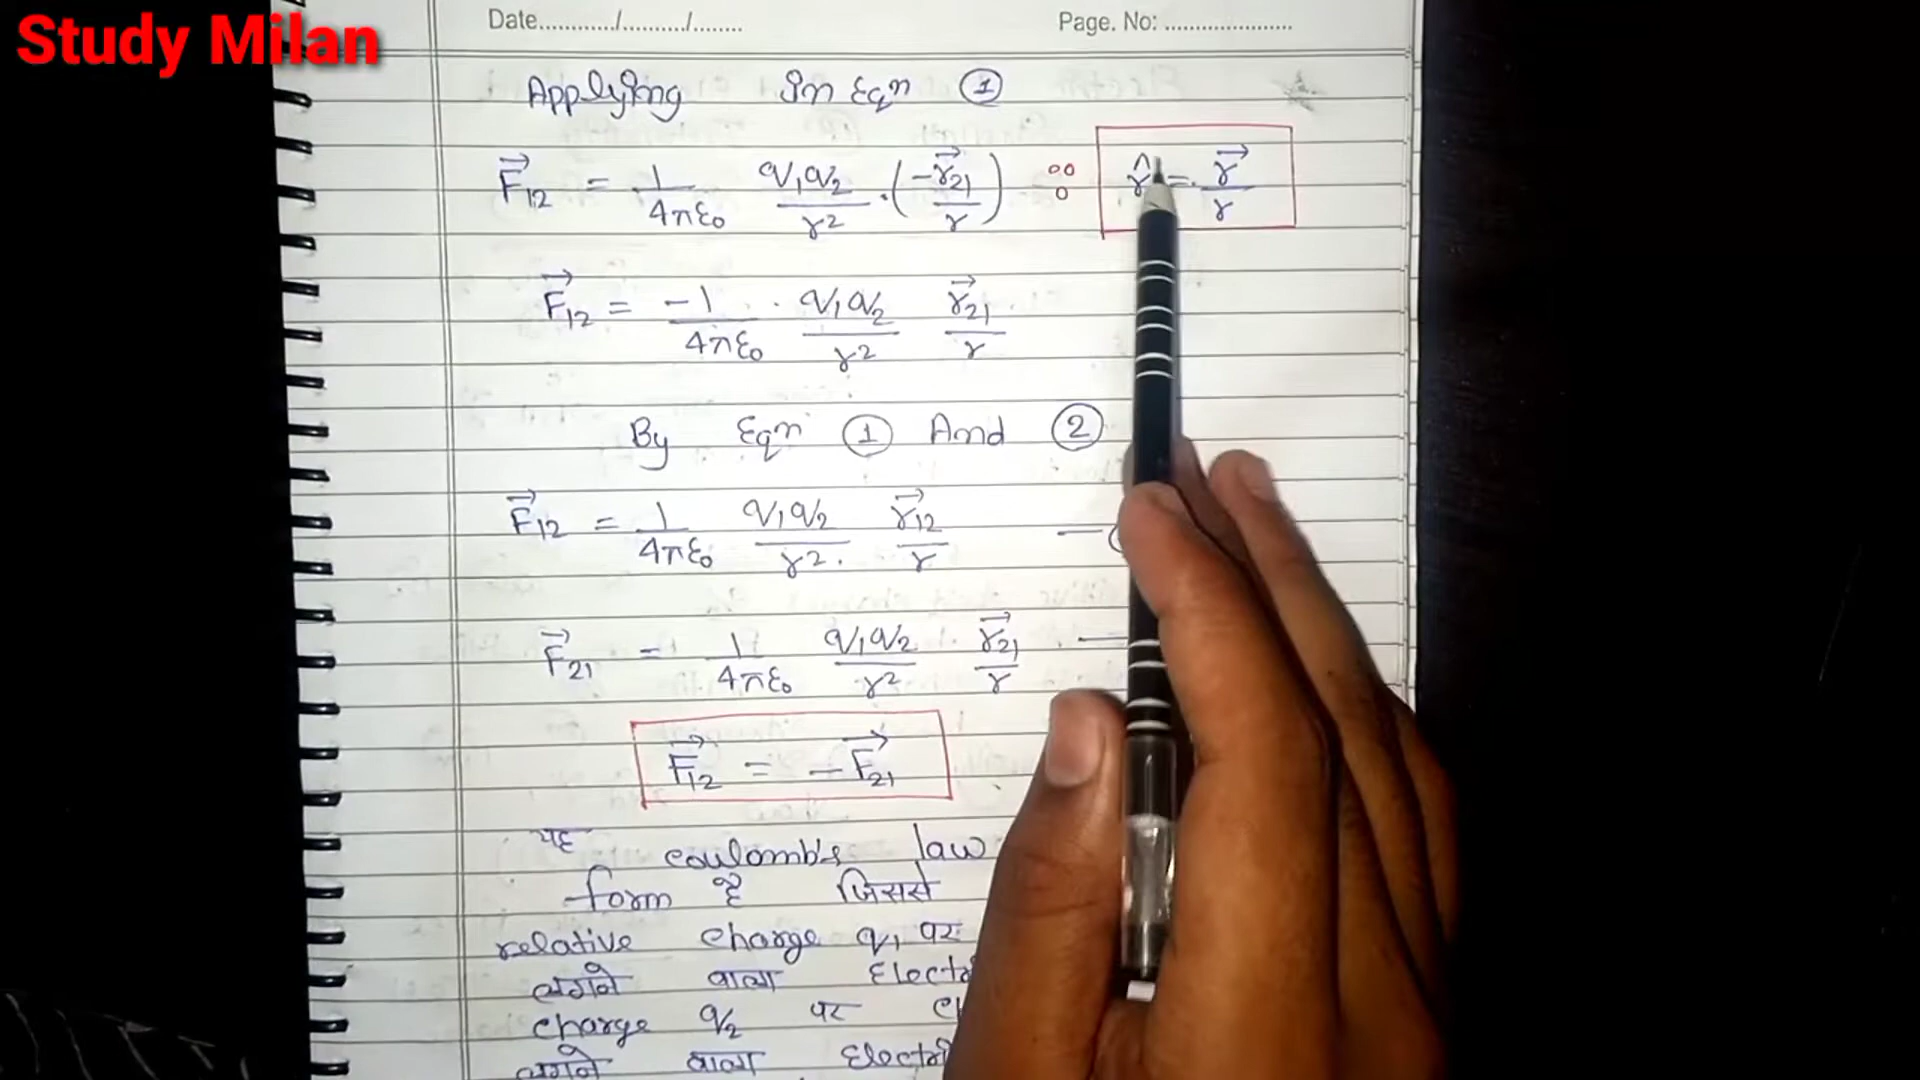 Study Milan
Date............/.........../........ Page. No: ......................
Applying In Eqn ①
F⃗12 = 1/4πε0 q1q2/r² . (−r⃗21/r) ∵ r̂ = r⃗/r
F⃗12 = −1/4πε0 . q1q2/r² r⃗21/r
By Eqn ① And ②
F⃗12 = 1/4πε0 q1q2/r² . r⃗12/r —
F⃗21 = 1/4πε0 q1q2/r² r⃗21/r —
F⃗12 = −F⃗21
यह coulomb's law
form है जिससे
relative charge q1 पर
लगने वाला
charge q2 पर
लगने वाला